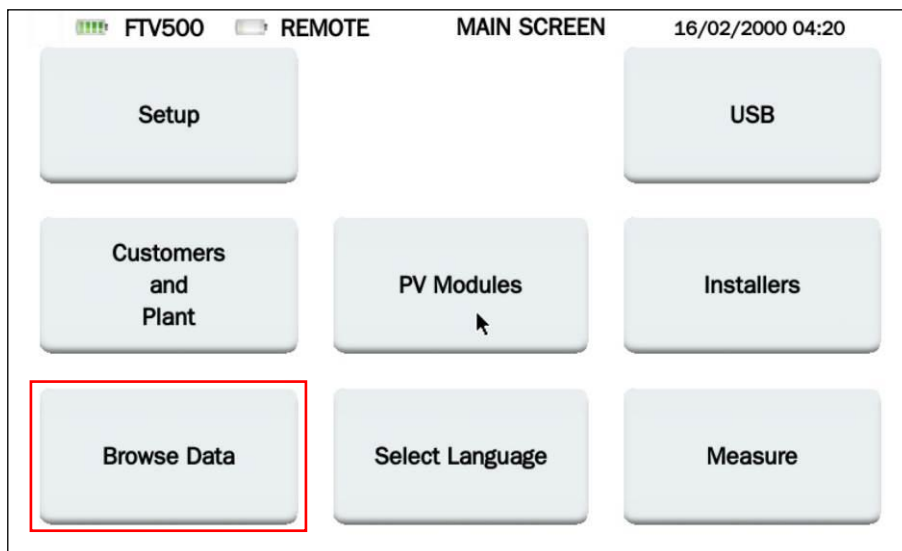 FTV500 REMOTE MAIN SCREEN 16/02/2000 04:20
Setup
USB
Customers
and
Plant
PV Modules
Installers
Browse Data
Select Language
Measure